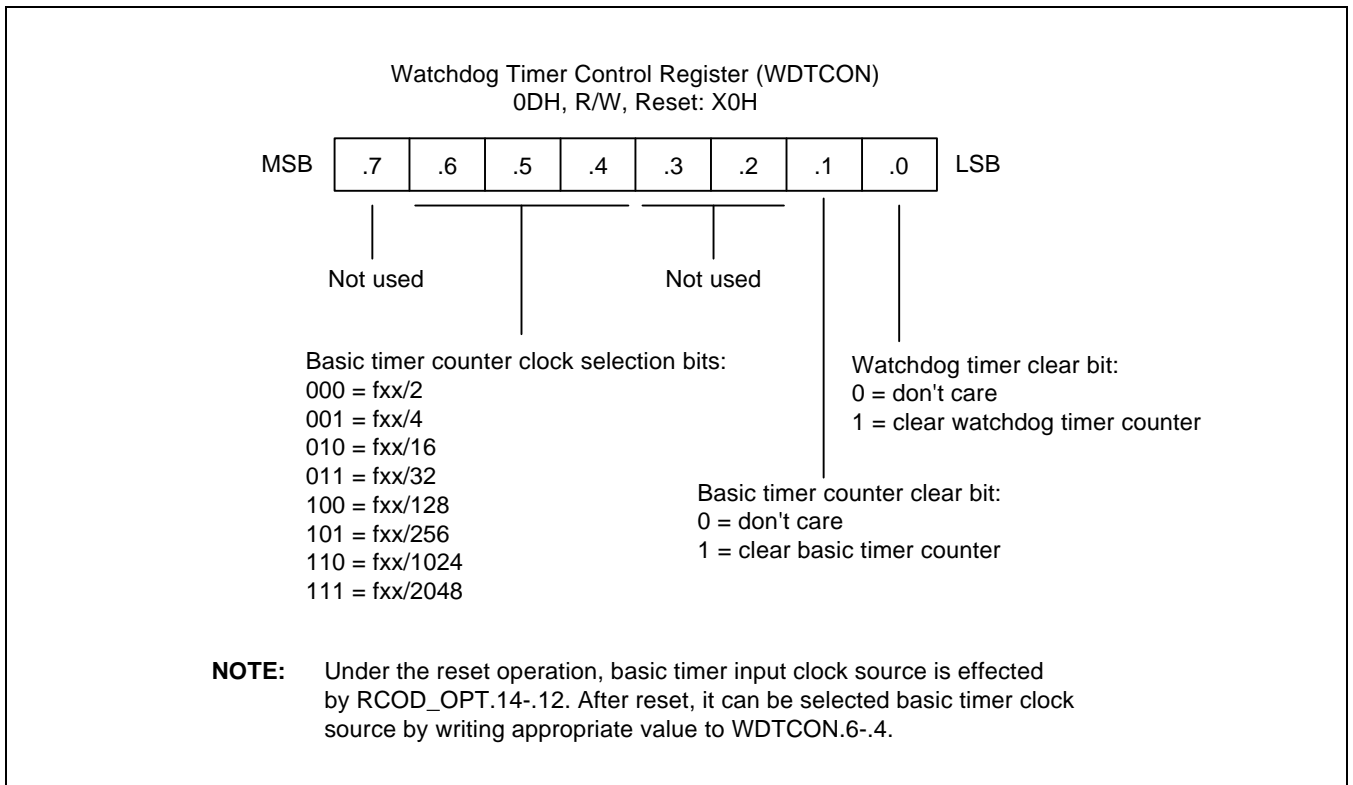 Watchdog Timer Control Register (WDTCON)
0DH, R/W, Reset: X0H
MSB .7 .6 .5 .4 .3 .2 .1 .0 LSB
Not used
Not used
Basic timer counter clock selection bits:
000 = fxx/2
001 = fxx/4
010 = fxx/16
011 = fxx/32
100 = fxx/128
101 = fxx/256
110 = fxx/1024
111 = fxx/2048
Watchdog timer clear bit:
0 = don't care
1 = clear watchdog timer counter
Basic timer counter clear bit:
0 = don't care
1 = clear basic timer counter
NOTE: Under the reset operation, basic timer input clock source is effected
by RCOD_OPT.14-.12. After reset, it can be selected basic timer clock
source by writing appropriate value to WDTCON.6-.4.